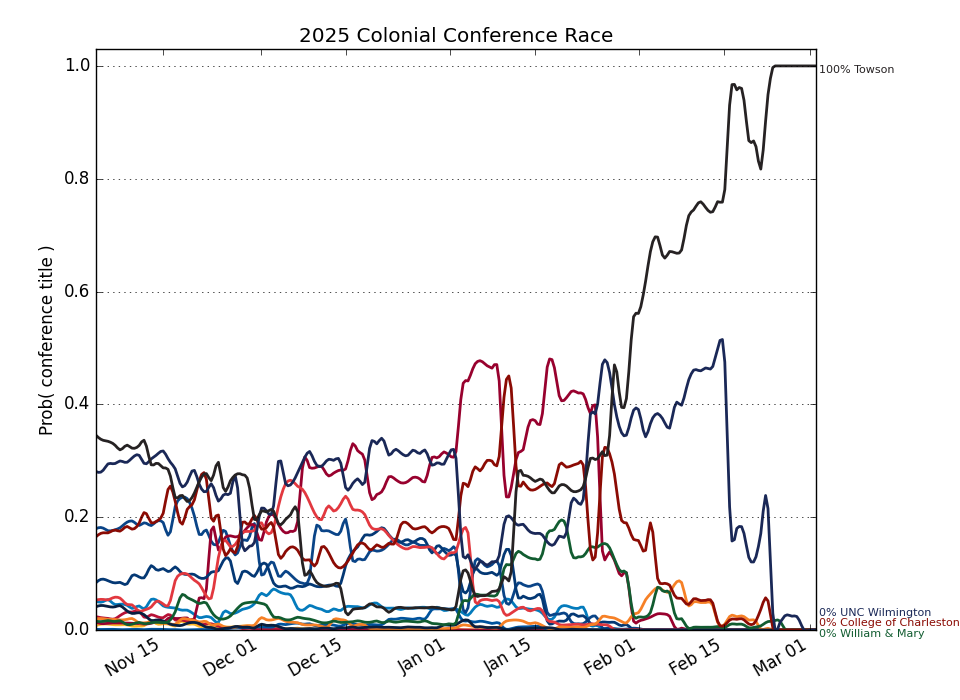 2025 Colonial Conference Race
1.0
100% Towson
0.8
0.6
Prob( conference title )
0.4
0.2
0% UNC Wilmington
0% College of Charleston
0.0
0% William & Mary
Nov 15
Dec 01
Dec 15
Jan 01
Jan 15
Feb 01
Feb 15
Mar 01